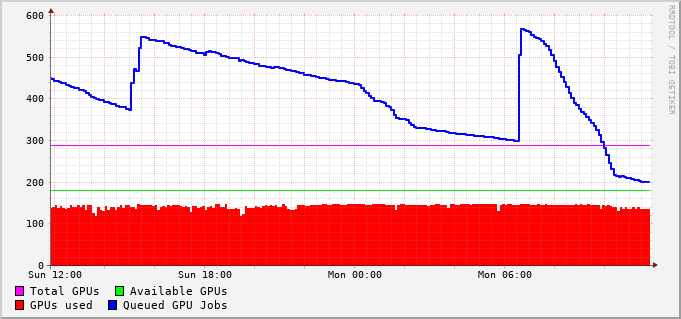 RRDTOOL / TOBI OETIKER
600
500
400
300
200
100
0
Sun 12:00 Sun 18:00 Mon 00:00 Mon 06:00
Total GPUs Available GPUs
GPUs used Queued GPU Jobs